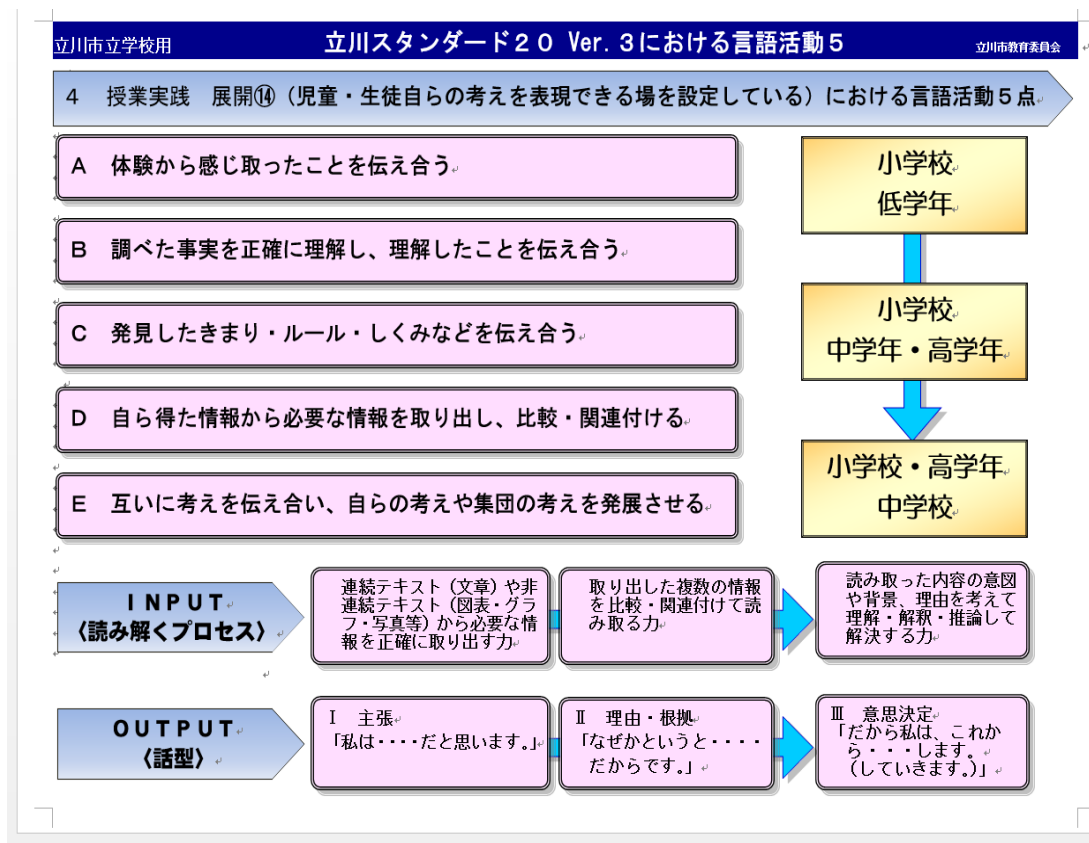 立川市立学校用
立川スタンダード20 Ver.3における言語活動5
立川市教育委員会
4 授業実践 展開⑭（児童・生徒自らの考えを表現できる場を設定している）における言語活動5点
A 体験から感じ取ったことを伝え合う
B 調べた事実を正確に理解し、理解したことを伝え合う
C 発見したきまり・ルール・しくみなどを伝え合う
D 自ら得た情報から必要な情報を取り出し、比較・関連付ける
E 互いに考えを伝え合い、自らの考えや集団の考えを発展させる
小学校
低学年
小学校
中学年・高学年
小学校・高学年
中学校
INPUT
〈読み解くプロセス〉
連続テキスト（文章）や非
連続テキスト（図表・グラ
フ・写真等）から必要な情
報を正確に取り出す力
取り出した複数の情報
を比較・関連付けて読
み取る力
読み取った内容の意図
や背景、理由を考えて
理解・解釈・推論して
解決する力
OUTPUT
〈話型〉
Ⅰ 主張
「私は・・・・だと思います。」
Ⅱ 理由・根拠
「なぜかというと・・・・
だからです。」
Ⅲ 意思決定
「だから私は、これか
ら・・・します。
（していきます。）」